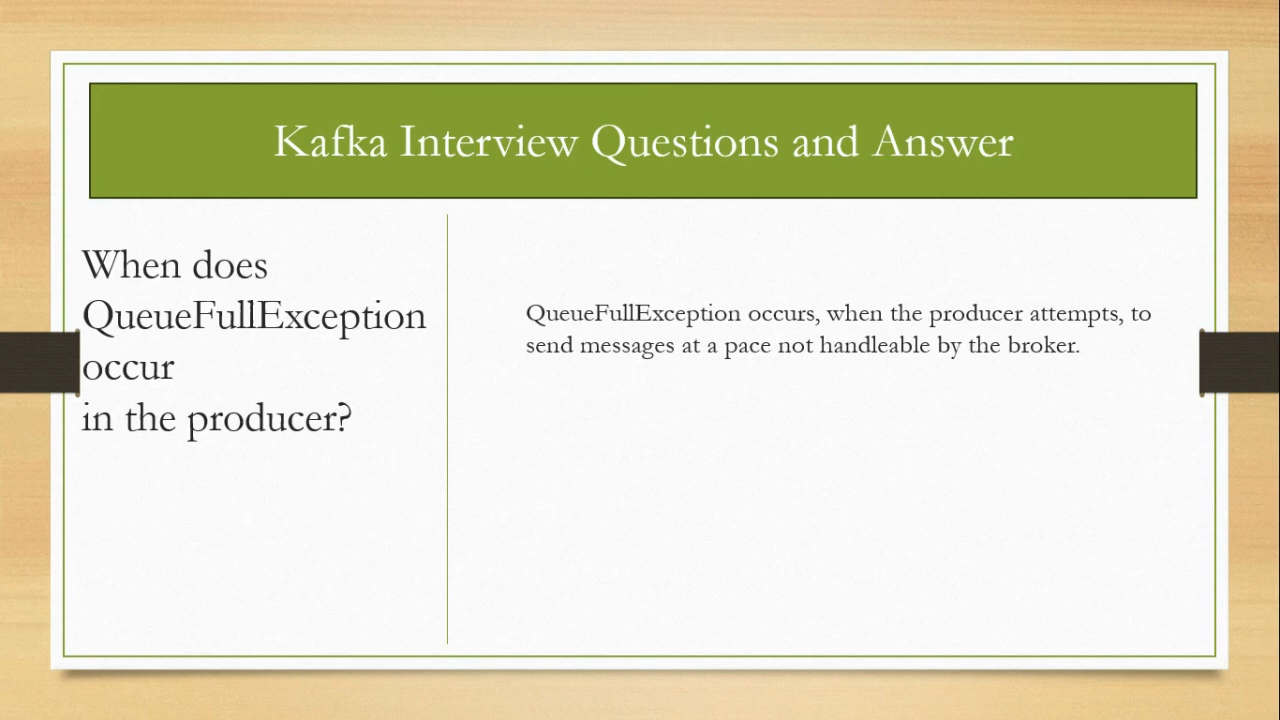 Kafka Interview Questions and Answer
When does
QueueFullException
occur
in the producer?
QueueFullException occurs, when the producer attempts, to
send messages at a pace not handleable by the broker.